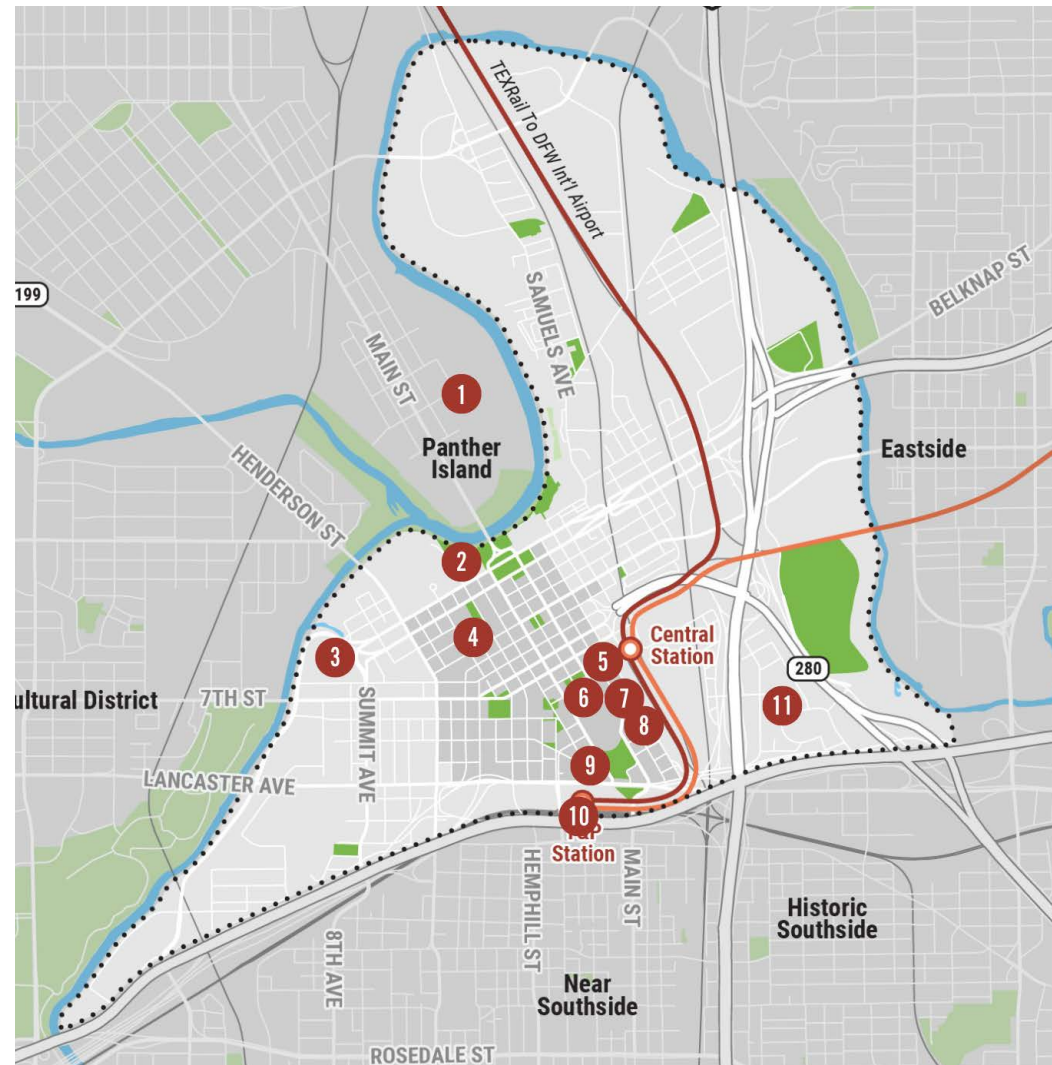 TEXRail To DFW Int'l Airport
199
BELKNAP ST
SAMUELS AVE
MAIN ST
1
Panther
Island
Eastside
HENDERSON ST
2
4
3
5
Central
Station
280
6
7
8
11
ultural District
7TH ST
SUMMIT AVE
9
LANCASTER AVE
10
Station
HEMPHILL ST
MAIN ST
Historic
Southside
8TH AVE
Near
Southside
ROSEDALE ST